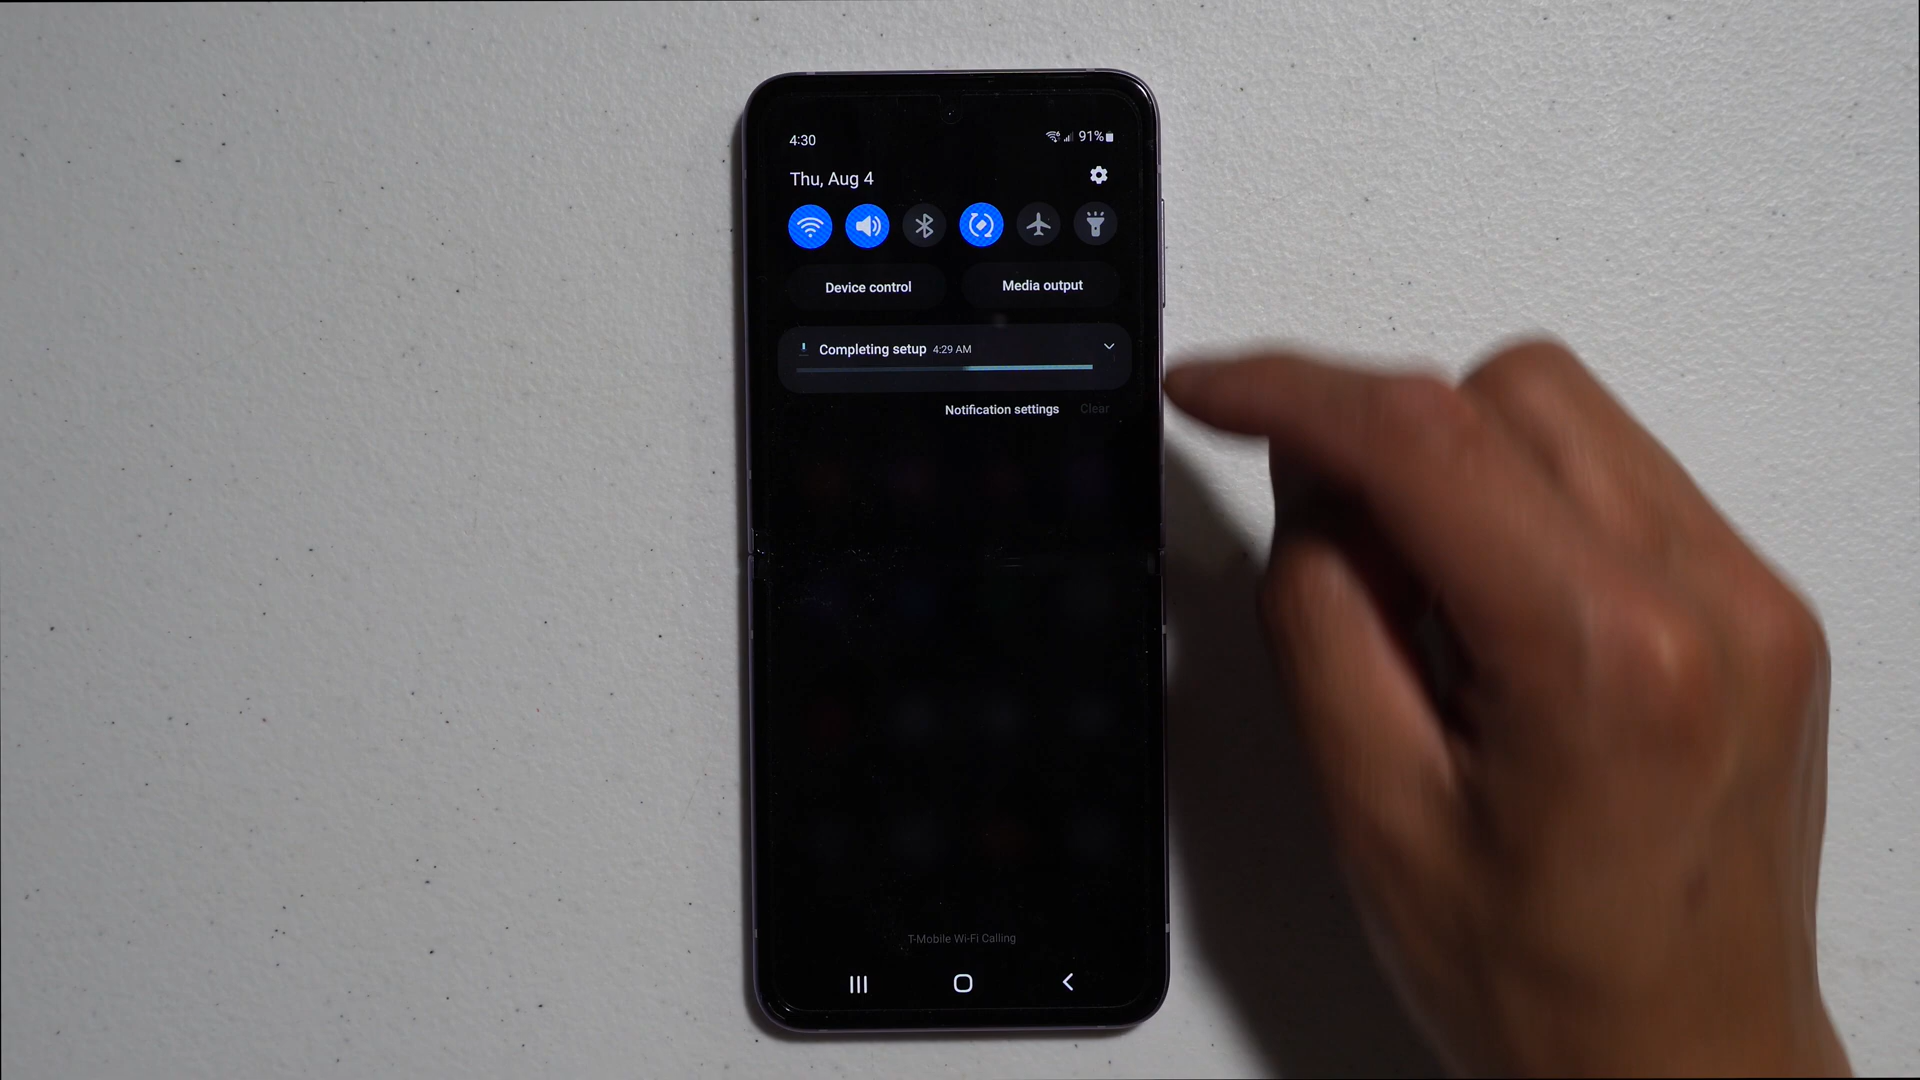 4:30
91%
Thu, Aug 4
Device control
Media output
Completing setup 4:29 AM
Notification settings
Clear
T-Mobile Wi-Fi Calling